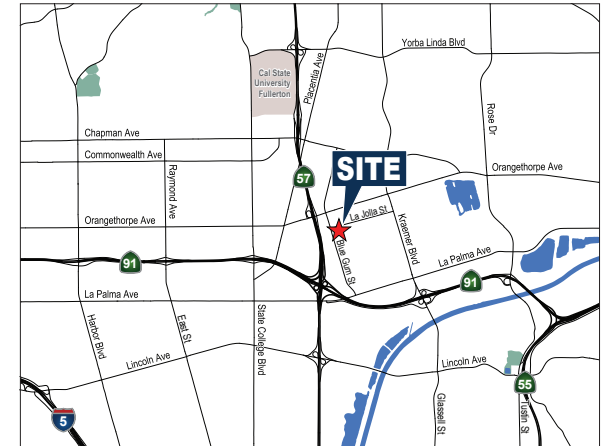 Yorba Linda Blvd
Placentia Ave
Cal State
University
Fullerton
Rose Dr
Chapman Ave
Commonwealth Ave
SITE
Orangethorpe Ave
57
Raymond Ave
La Jolla St
Kraemer Blvd
Orangethorpe Ave
Blue Gum St
La Palma Ave
91
91
La Palma Ave
Harbor Blvd
East St
State College Blvd
Lincoln Ave
Lincoln Ave
55
Glassell St
Tustin St
5